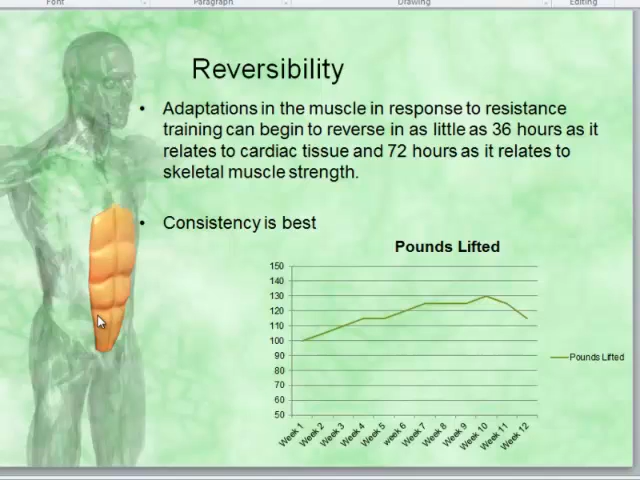 Font Paragraph Drawing Editing
Reversibility
• Adaptations in the muscle in response to resistance
training can begin to reverse in as little as 36 hours as it
relates to cardiac tissue and 72 hours as it relates to
skeletal muscle strength.
• Consistency is best
Pounds Lifted
150
140
130
120
110
100
90
80
70
60
50
Week 1 Week 2 Week 3 Week 4 Week 5 week 6 Week 7 Week 8 Week 9 Week 10 Week 11 Week 12
Pounds Lifted